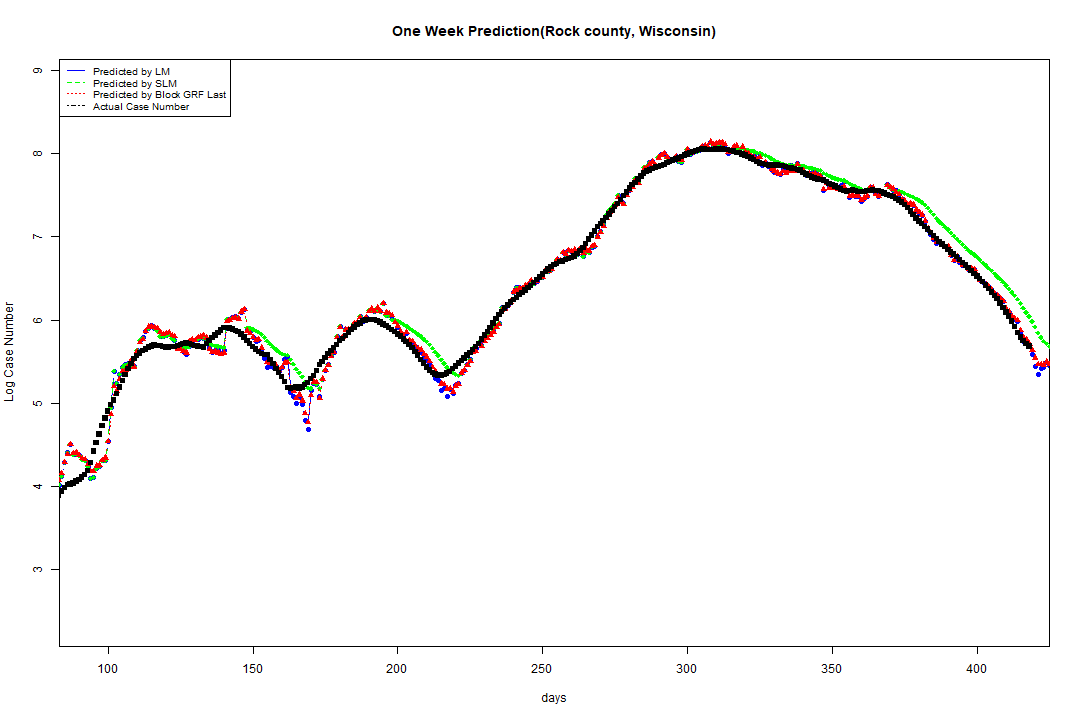 One Week Prediction(Rock county, Wisconsin)
Predicted by LM
Predicted by SLM
Predicted by Block GRF Last
Actual Case Number
9
8
7
6
5
4
3
Log Case Number
100 150 200 250 300 350 400
days